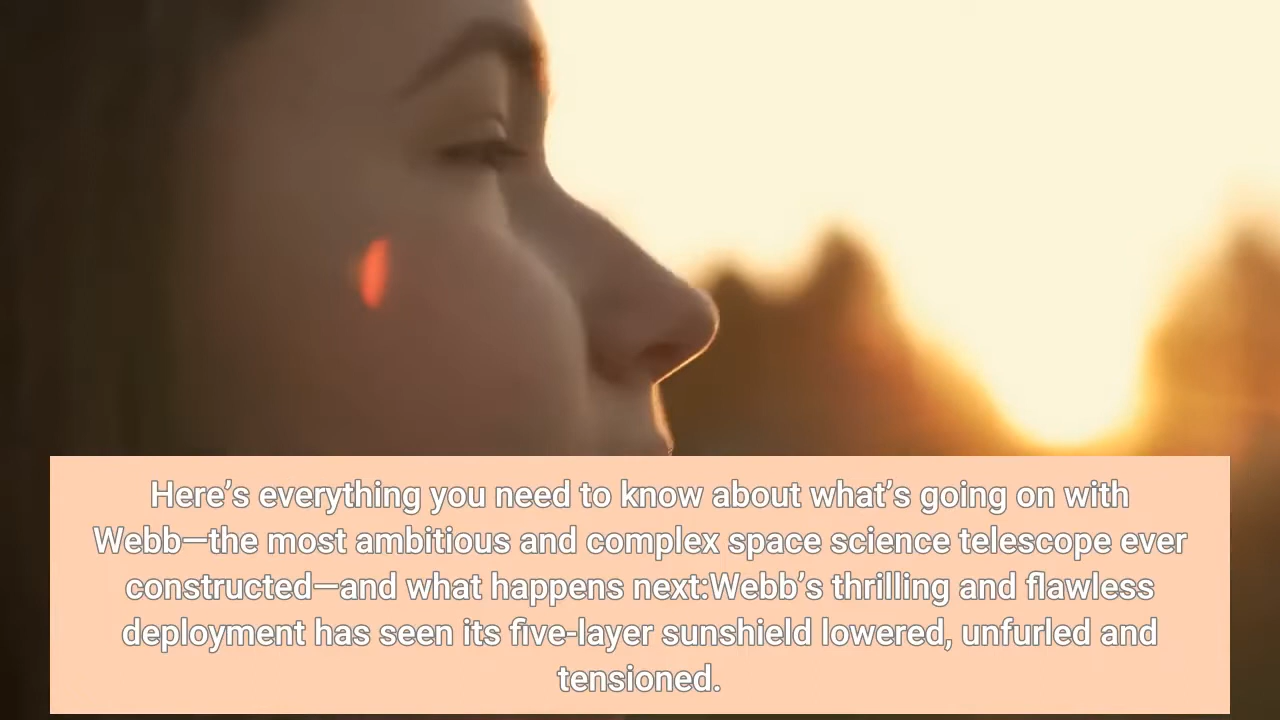 Here’s everything you need to know about what’s going on with
Webb—the most ambitious and complex space science telescope ever
constructed—and what happens next:Webb’s thrilling and flawless
deployment has seen its five-layer sunshield lowered, unfurled and
tensioned.